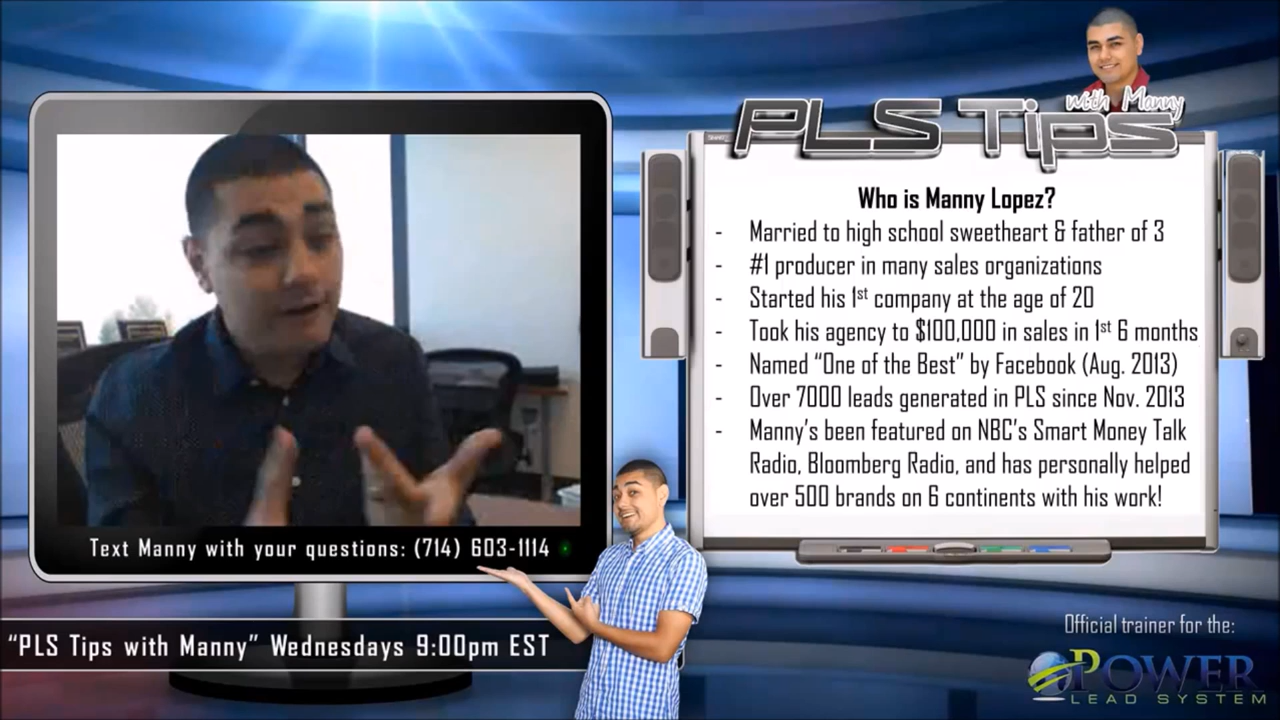 PLS Tips
with Manny
Who is Manny Lopez?
- Married to high school sweetheart & father of 3
- #1 producer in many sales organizations
- Started his 1st company at the age of 20
- Took his agency to $100,000 in sales in 1st 6 months
- Named “One of the Best” by Facebook (Aug. 2013)
- Over 7000 leads generated in PLS since Nov. 2013
- Manny’s been featured on NBC’s Smart Money Talk
Radio, Bloomberg Radio, and has personally helped
over 500 brands on 6 continents with his work!
Text Manny with your questions: (714) 603-1114
“PLS Tips with Manny” Wednesdays 9:00pm EST
Official trainer for the:
POWER
LEAD SYSTEM